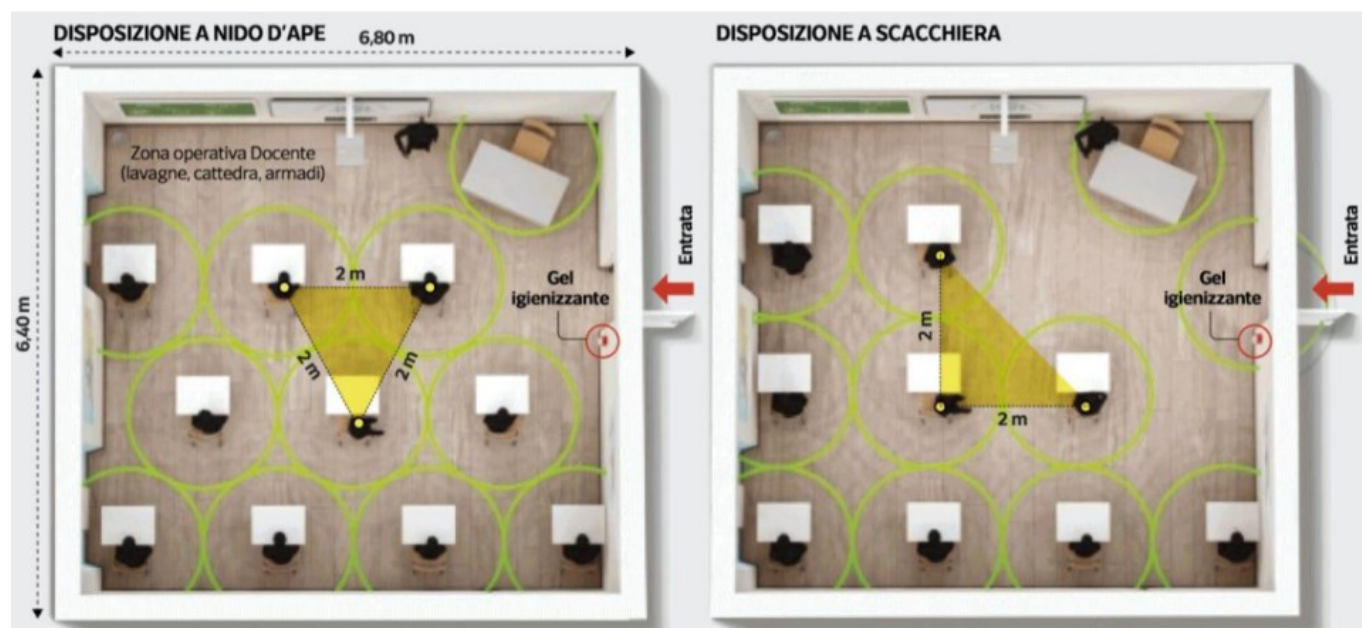 DISPOSIZIONE A NIDO D'APE
6,80 m
6,40 m
Zona operativa Docente
(lavagne, cattedra, armadi)
2 m
2 m
2 m
Gel
igienizzante
Entrata
DISPOSIZIONE A SCACCHIERA
2 m
2 m
Gel
igienizzante
Entrata